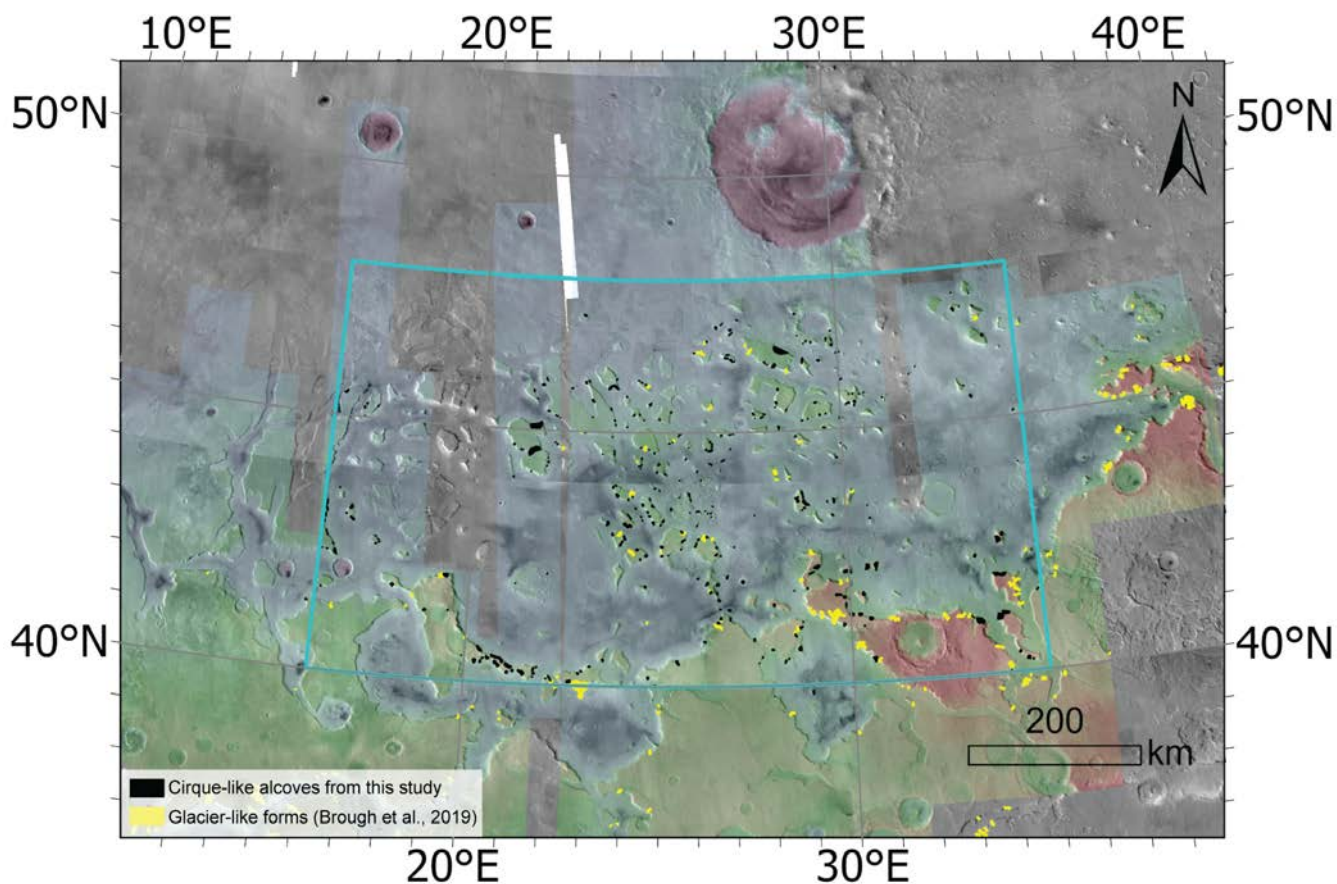 10°E 20°E 30°E 40°E
50°N 50°N
N
40°N 40°N
200
km
Cirque-like alcoves from this study
Glacier-like forms (Brough et al., 2019)
20°E 30°E